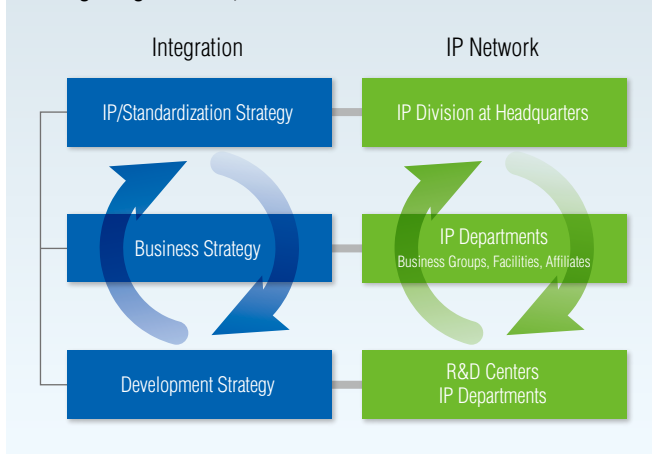 Integration
IP Network
IP/Standardization Strategy
IP Division at Headquarters
Business Strategy
IP Departments
Business Groups, Facilities, Affiliates
Development Strategy
R&D Centers
IP Departments